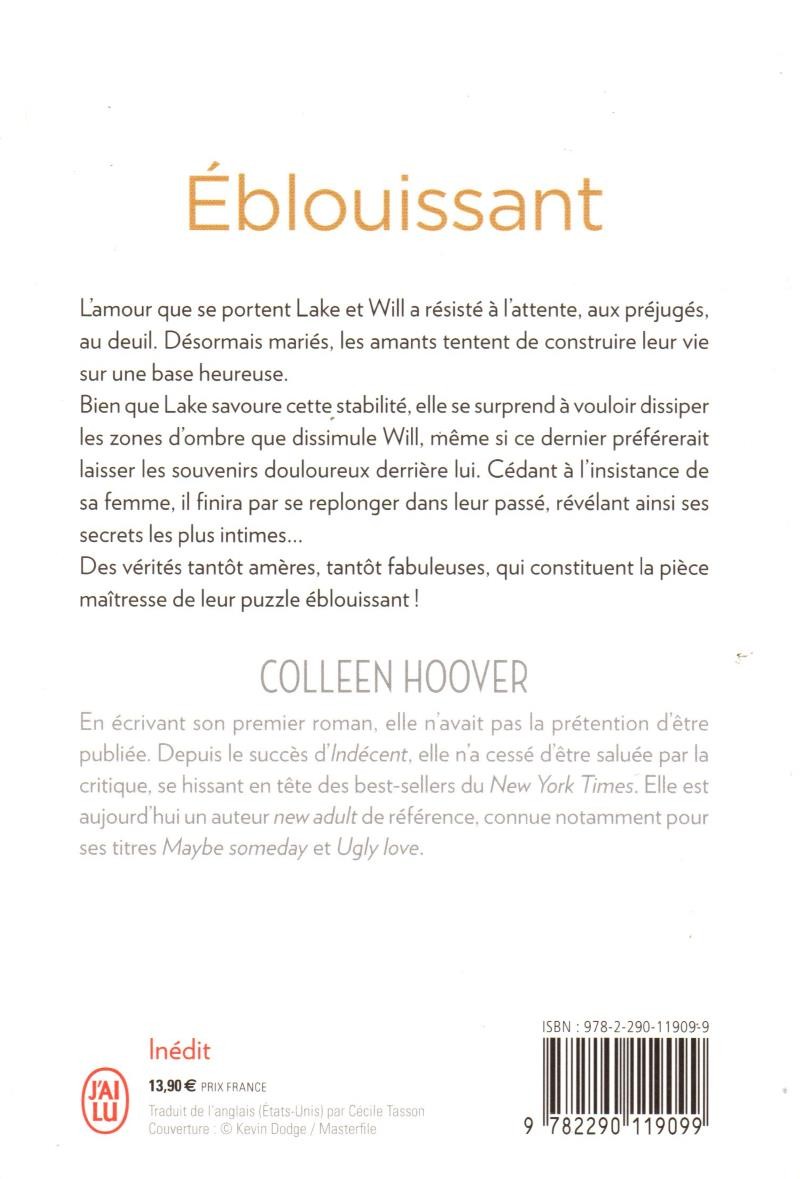 Éblouissant
L'amour que se portent Lake et Will a résisté à l'attente, aux préjugés,
au deuil. Désormais mariés, les amants tentent de construire leur vie
sur une base heureuse.
Bien que Lake savoure cette stabilité, elle se surprend à vouloir dissiper
les zones d'ombre que dissimule Will, même si ce dernier préférerait
laisser les souvenirs douloureux derrière lui. Cédant à l'insistance de
sa femme, il finira par se replonger dans leur passé, révélant ainsi ses
secrets les plus intimes...
Des vérités tantôt amères, tantôt fabuleuses, qui constituent la pièce
maîtresse de leur puzzle éblouissant !
COLLEEN HOOVER
En écrivant son premier roman, elle n'avait pas la prétention d'être
publiée. Depuis le succès d'Indécent, elle n'a cessé d'être saluée par la
critique, se hissant en tête des best-sellers du New York Times. Elle est
aujourd'hui un auteur new adult de référence, connue notamment pour
ses titres Maybe someday et Ugly love.
Inédit
13,90 € PRIX FRANCE
Traduit de l'anglais (États-Unis) par Cécile Tasson
Couverture : © Kevin Dodge / Masterfile
J'AI
LU
ISBN : 978-2-290-11909-9
9 782290 119099